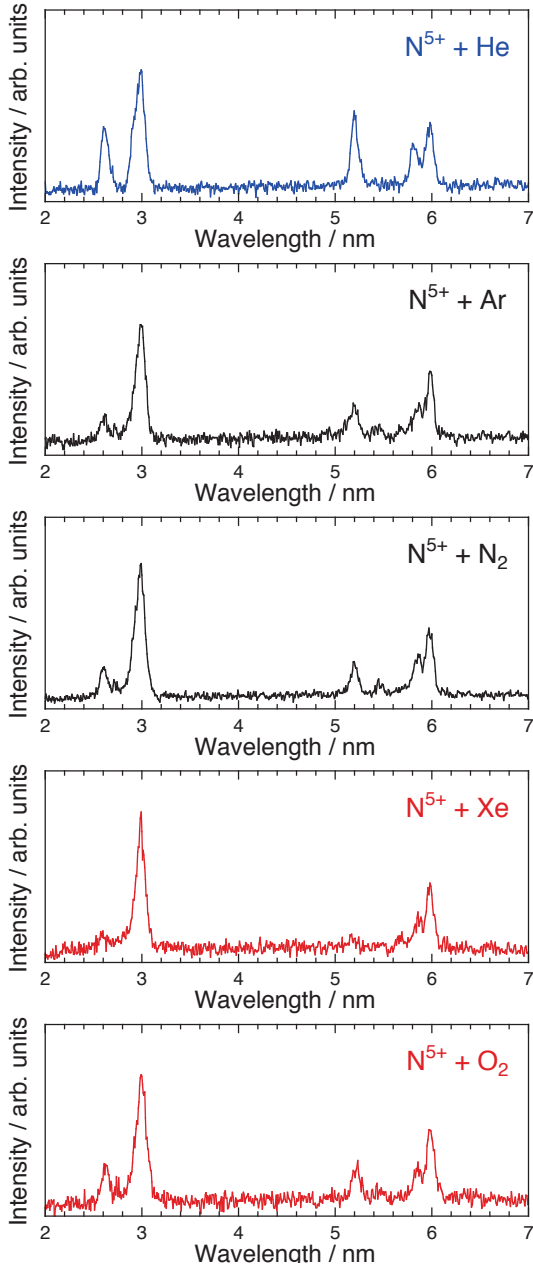 Intensity / arb. units
N⁵⁺ + He
2 3 4 5 6 7
Wavelength / nm
Intensity / arb. units
N⁵⁺ + Ar
2 3 4 5 6 7
Wavelength / nm
Intensity / arb. units
N⁵⁺ + N₂
2 3 4 5 6 7
Wavelength / nm
Intensity / arb. units
N⁵⁺ + Xe
2 3 4 5 6 7
Wavelength / nm
Intensity / arb. units
N⁵⁺ + O₂
2 3 4 5 6 7
Wavelength / nm